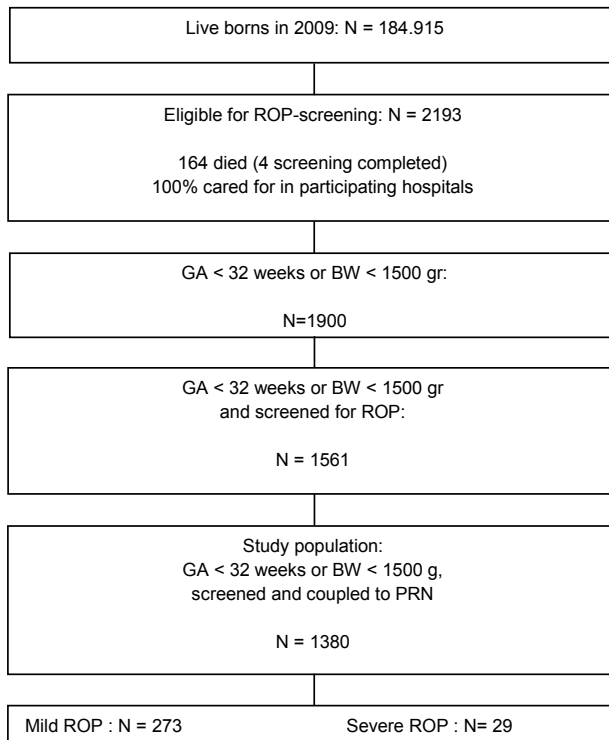 Live borns in 2009: N = 184.915
Eligible for ROP-screening: N = 2193
164 died (4 screening completed)
100% cared for in participating hospitals
GA < 32 weeks or BW < 1500 gr:
N=1900
GA < 32 weeks or BW < 1500 gr
and screened for ROP:
N = 1561
Study population:
GA < 32 weeks or BW < 1500 g,
screened and coupled to PRN
N = 1380
Mild ROP : N = 273 Severe ROP : N= 29